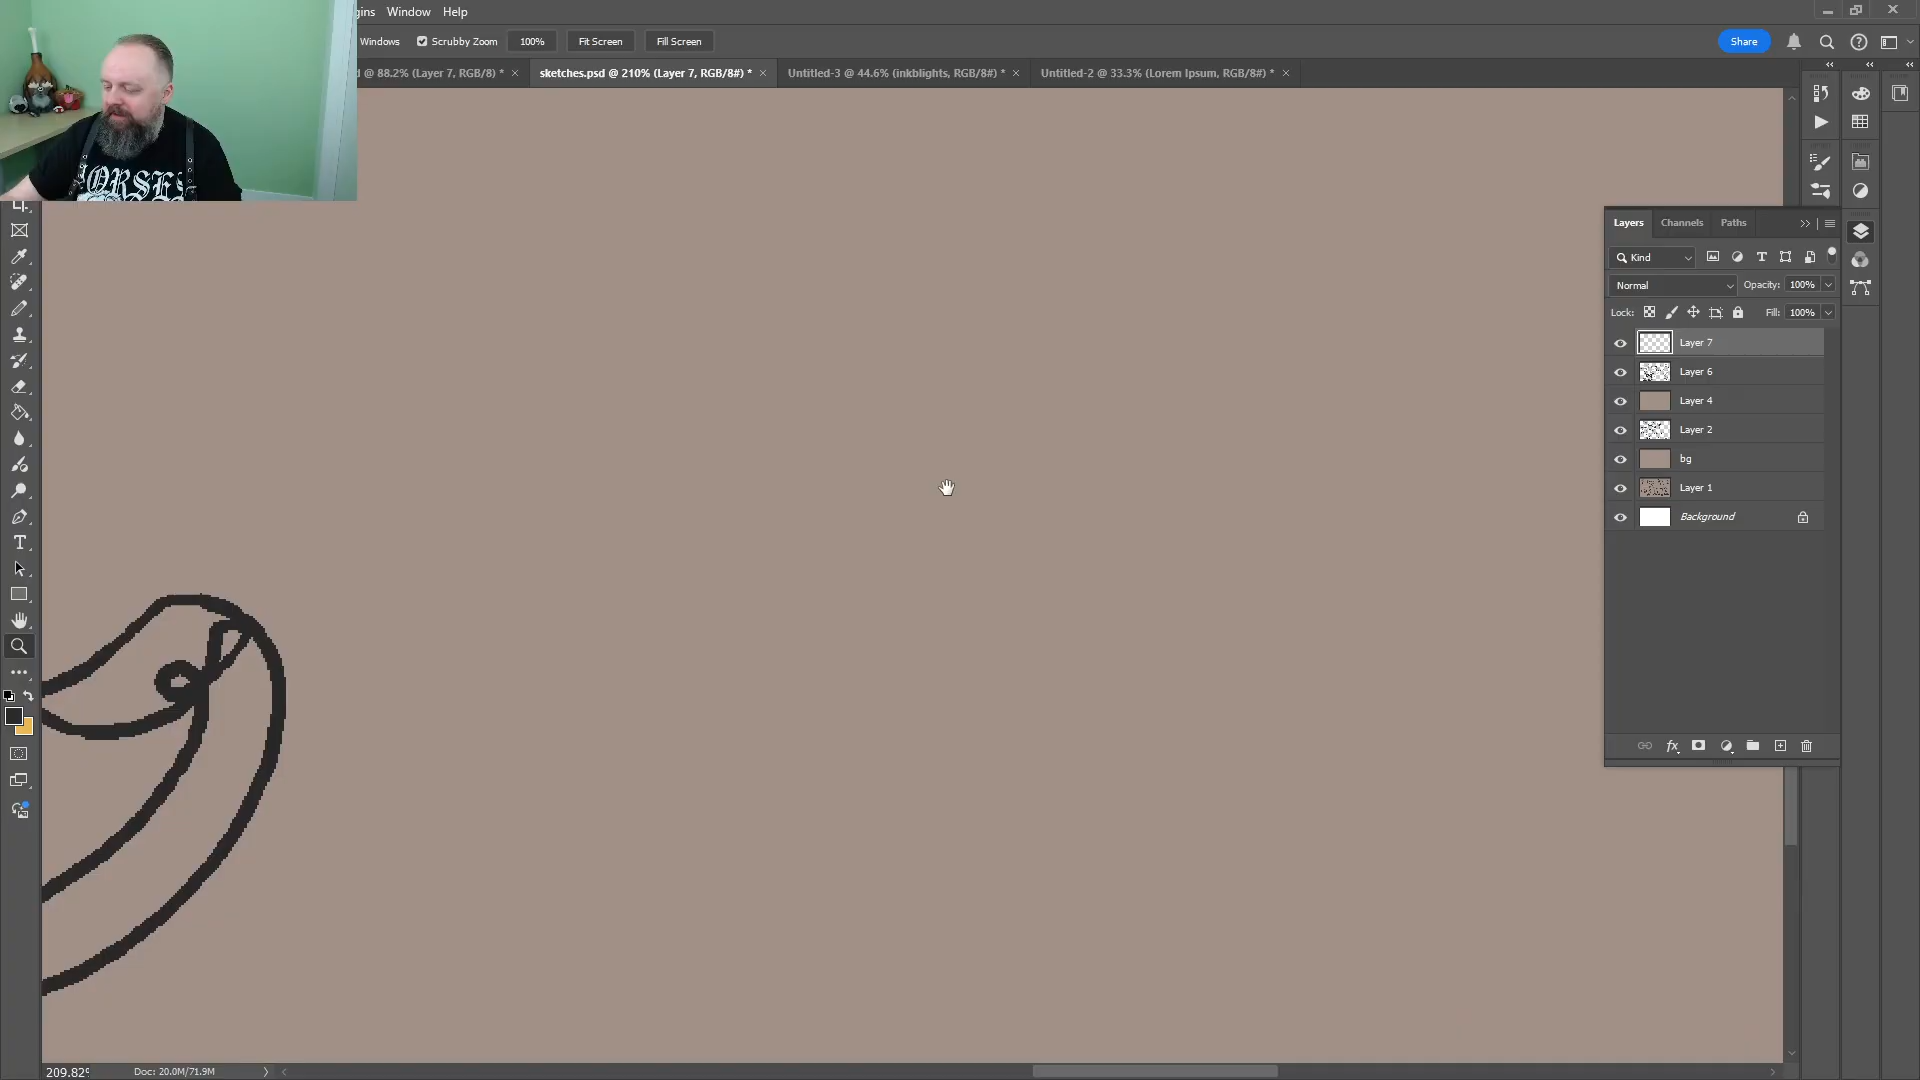 gins Window Help
Windows Scrubby Zoom 100% Fit Screen Fill Screen Share
d @ 88.2% (Layer 7, RGB/8) * sketches.psd @ 210% (Layer 7, RGB/8#) * Untitled-3 @ 44.6% (inkblights, RGB/8#) * Untitled-2 @ 33.3% (Lorem Ipsum, RGB/8#) *
Layers Channels Paths
Kind
Normal Opacity: 100%
Lock: Fill: 100%
Layer 7
Layer 6
Layer 4
Layer 2
bg
Layer 1
Background
fx
209.82% Doc: 20.0M/71.9M